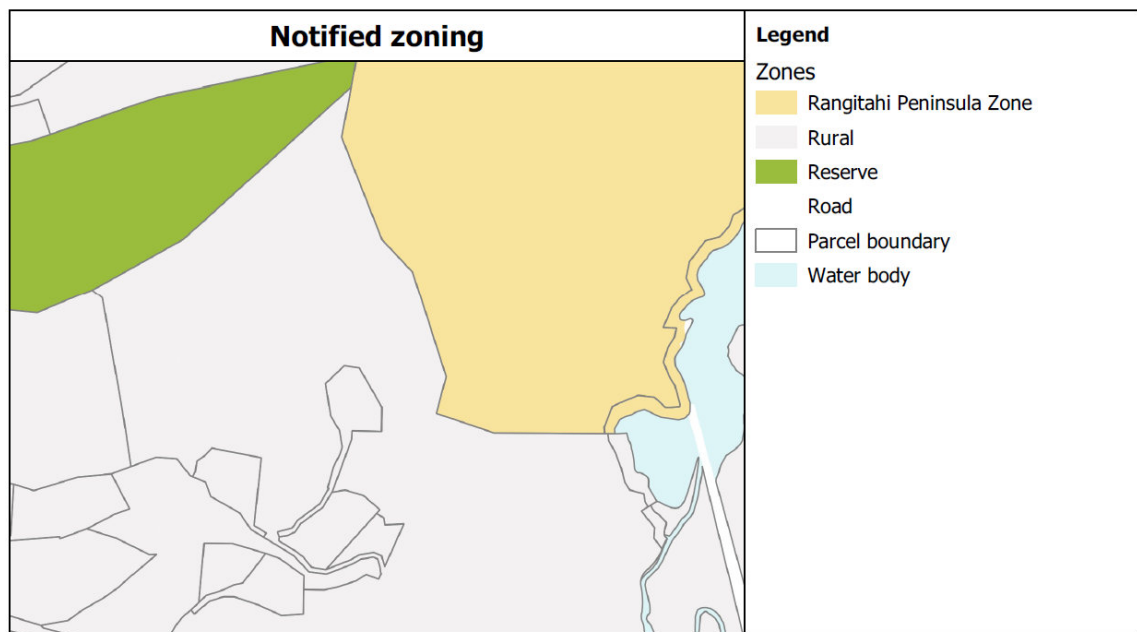 Notified zoning
Legend
Zones
Rangitahi Peninsula Zone
Rural
Reserve
Road
Parcel boundary
Water body